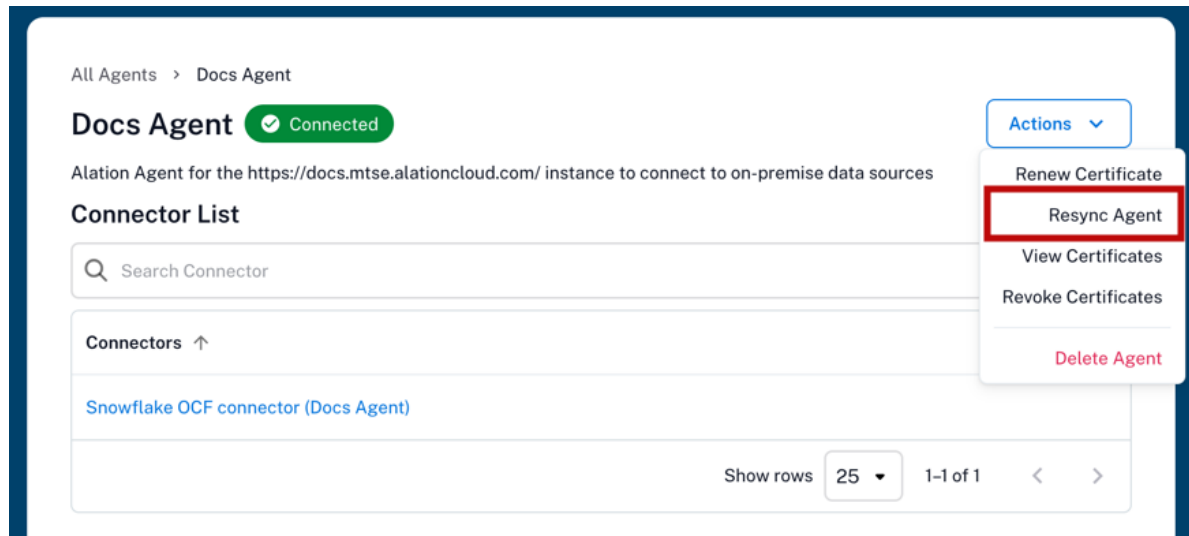 All Agents > Docs Agent
Docs Agent Connected
Actions
Alation Agent for the https://docs.mtse.alationcloud.com/ instance to connect to on-premise data sources
Renew Certificate
Resync Agent
View Certificates
Revoke Certificates
Delete Agent
Connector List
Search Connector
Connectors
Snowflake OCF connector (Docs Agent)
Show rows 25 1–1 of 1